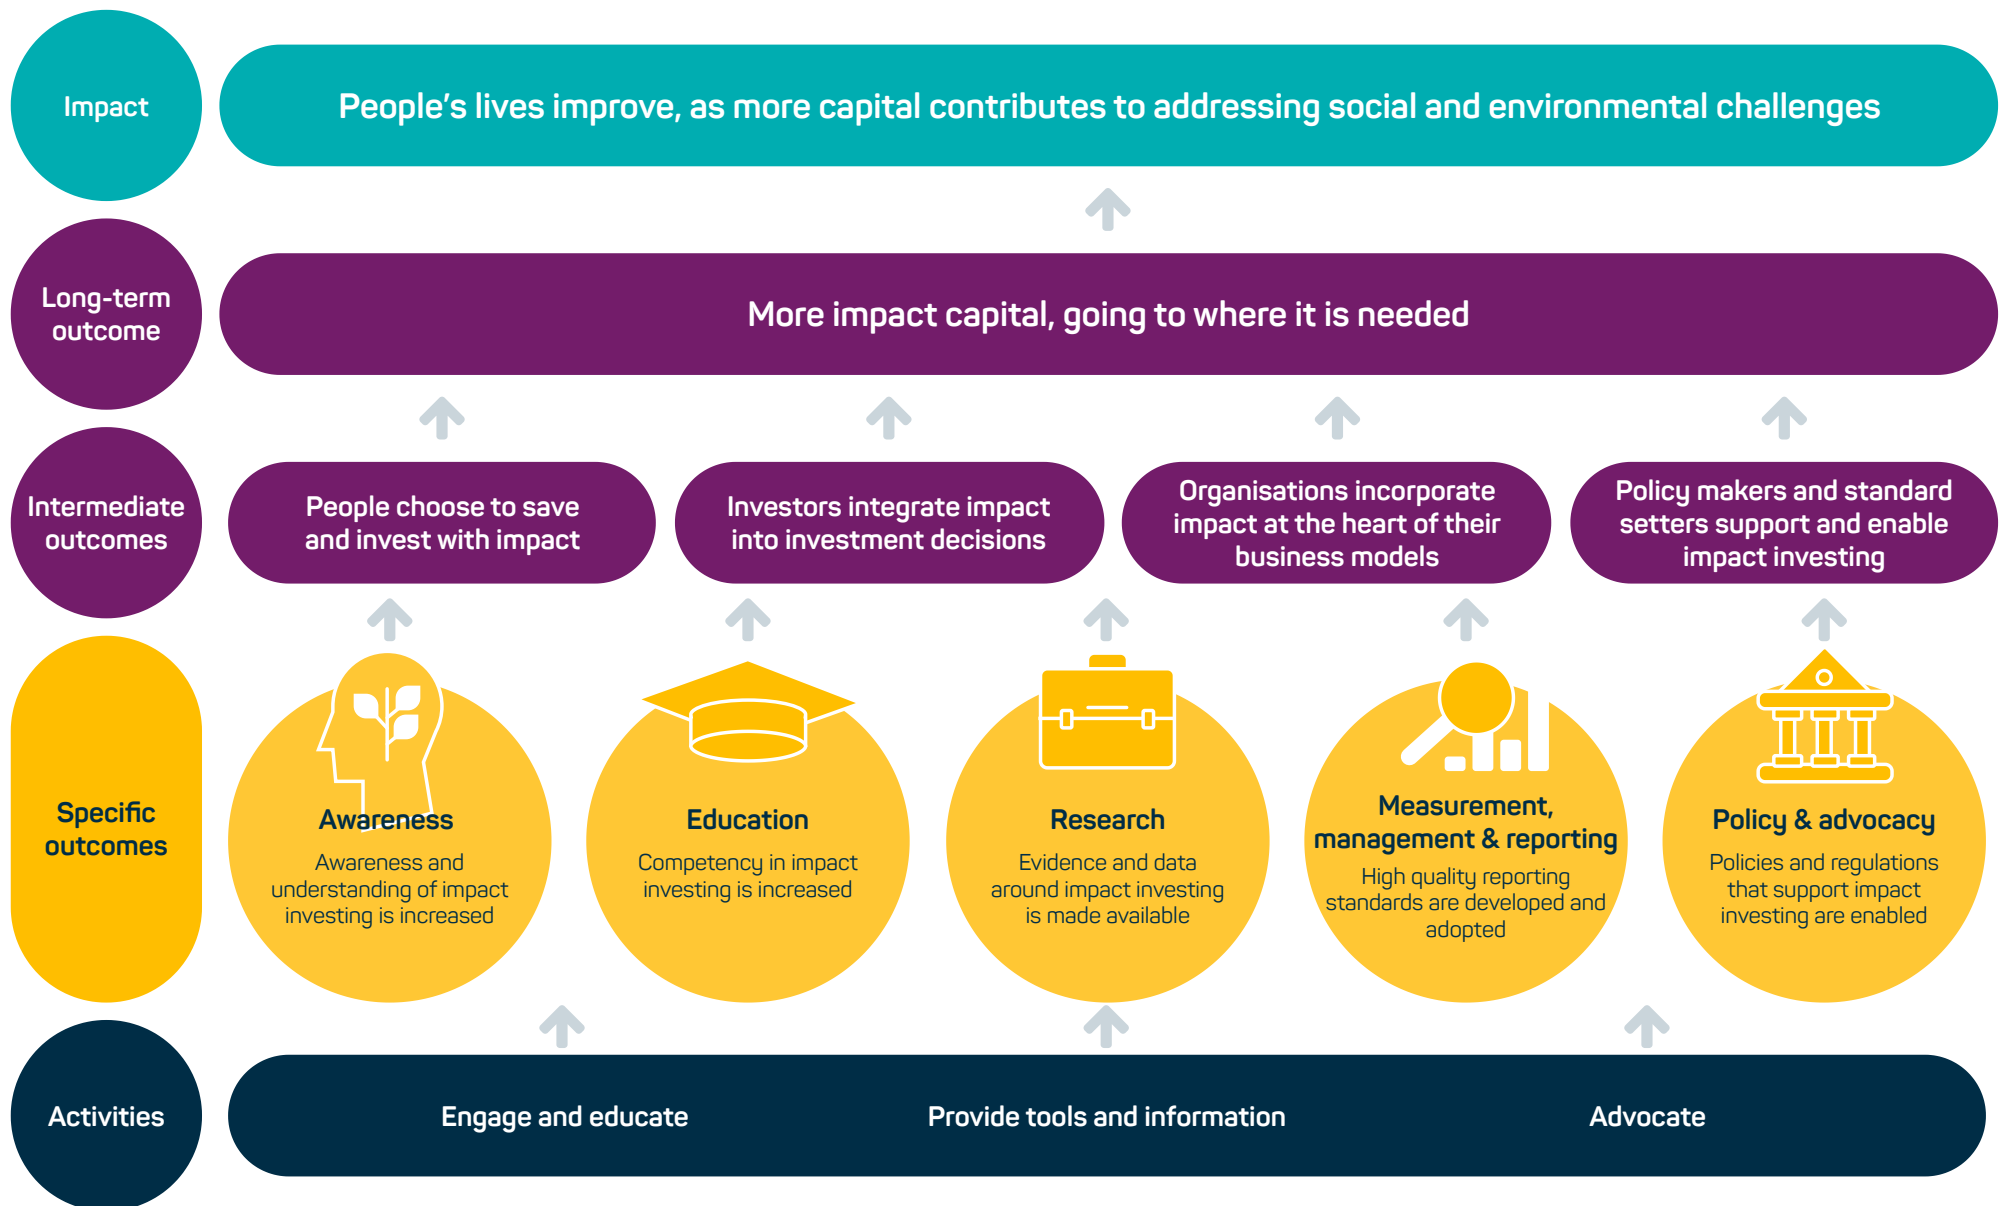 Impact
People's lives improve, as more capital contributes to addressing social and environmental challenges
Long-term
outcome
More impact capital, going to where it is needed
Intermediate
outcomes
People choose to save
and invest with impact
Investors integrate impact
into investment decisions
Organisations incorporate
impact at the heart of their
business models
Policy makers and standard
setters support and enable
impact investing
Specific
outcomes
Awareness
Awareness and
understanding of impact
investing is increased
Education
Competency in impact
investing is increased
Research
Evidence and data
around impact investing
is made available
Measurement,
management & reporting
High quality reporting
standards are developed and
adopted
Policy & advocacy
Policies and regulations
that support impact
investing are enabled
Activities
Engage and educate
Provide tools and information
Advocate